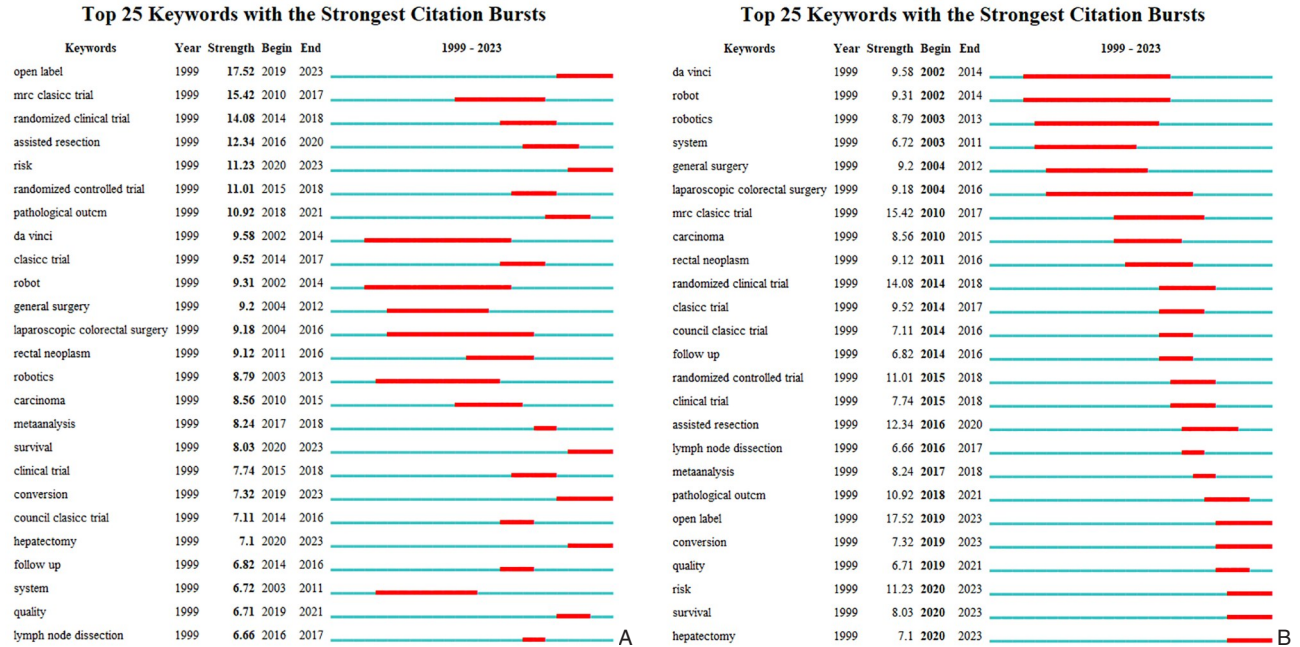 Top 25 Keywords with the Strongest Citation Bursts
Keywords Year Strength Begin End 1999 - 2023
open label 1999 17.52 2019 2023
mrc clasicc trial 1999 15.42 2010 2017
randomized clinical trial 1999 14.08 2014 2018
assisted resection 1999 12.34 2016 2020
risk 1999 11.23 2020 2023
randomized controlled trial 1999 11.01 2015 2018
pathological outcm 1999 10.92 2018 2021
da vinci 1999 9.58 2002 2014
clasicc trial 1999 9.52 2014 2017
robot 1999 9.31 2002 2014
general surgery 1999 9.2 2004 2012
laparoscopic colorectal surgery 1999 9.18 2004 2016
rectal neoplasm 1999 9.12 2011 2016
robotics 1999 8.79 2003 2013
carcinoma 1999 8.56 2010 2015
metaanalysis 1999 8.24 2017 2018
survival 1999 8.03 2020 2023
clinical trial 1999 7.74 2015 2018
conversion 1999 7.32 2019 2023
council clasicc trial 1999 7.11 2014 2016
hepatectomy 1999 7.1 2020 2023
follow up 1999 6.82 2014 2016
system 1999 6.72 2003 2011
quality 1999 6.71 2019 2021
lymph node dissection 1999 6.66 2016 2017
A
Top 25 Keywords with the Strongest Citation Bursts
Keywords Year Strength Begin End 1999 - 2023
da vinci 1999 9.58 2002 2014
robot 1999 9.31 2002 2014
robotics 1999 8.79 2003 2013
system 1999 6.72 2003 2011
general surgery 1999 9.2 2004 2012
laparoscopic colorectal surgery 1999 9.18 2004 2016
mrc clasicc trial 1999 15.42 2010 2017
carcinoma 1999 8.56 2010 2015
rectal neoplasm 1999 9.12 2011 2016
randomized clinical trial 1999 14.08 2014 2018
clasicc trial 1999 9.52 2014 2017
council clasicc trial 1999 7.11 2014 2016
follow up 1999 6.82 2014 2016
randomized controlled trial 1999 11.01 2015 2018
clinical trial 1999 7.74 2015 2018
assisted resection 1999 12.34 2016 2020
lymph node dissection 1999 6.66 2016 2017
metaanalysis 1999 8.24 2017 2018
pathological outcm 1999 10.92 2018 2021
open label 1999 17.52 2019 2023
conversion 1999 7.32 2019 2023
quality 1999 6.71 2019 2021
risk 1999 11.23 2020 2023
survival 1999 8.03 2020 2023
hepatectomy 1999 7.1 2020 2023
B